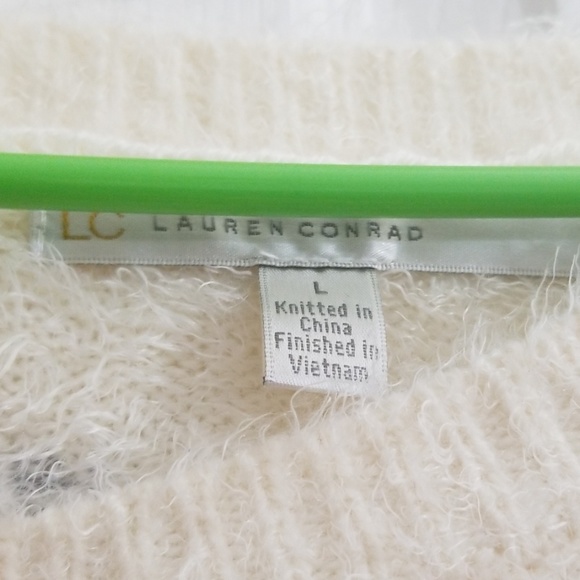 LC LAUREN CONRAD
L
Knitted in
China
Finished in
Vietnam